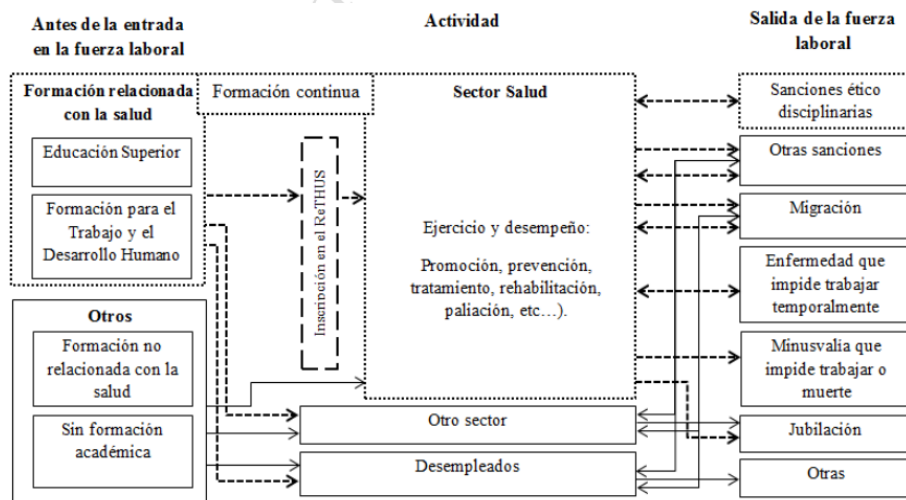 Antes de la entrada
en la fuerza laboral
Actividad
Salida de la fuerza
laboral
Formación relacionada
con la salud
Educación Superior
Formación para el
Trabajo y el
Desarrollo Humano
Otros
Formación no
relacionada con la
salud
Sin formación
académica
Formación continua
Inscripción en el ReTHUS
Sector Salud
Ejercicio y desempeño:
Promoción, prevención,
tratamiento, rehabilitación,
paliación, etc…).
Otro sector
Desempleados
Sanciones ético
disciplinarias
Otras sanciones
Migración
Enfermedad que
impide trabajar
temporalmente
Minusvalía que
impide trabajar o
muerte
Jubilación
Otras